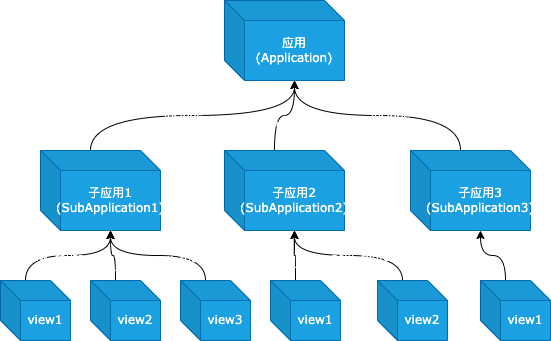 应用
(Application)
子应用1
(SubApplication1)
子应用2
(SubApplication2)
子应用3
(SubApplication3)
view1
view2
view3
view1
view2
view1